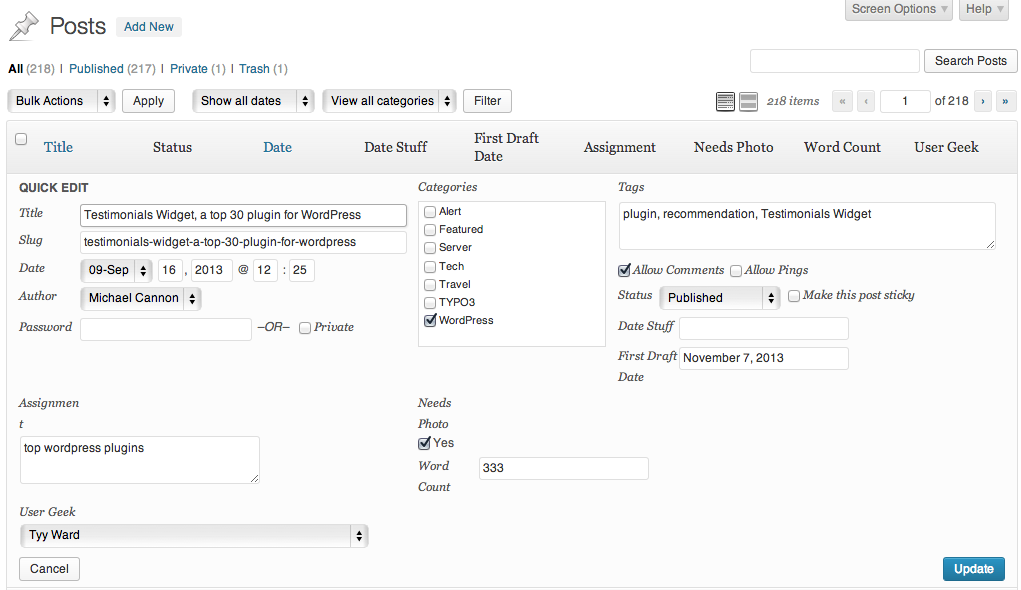 Screen Options Help
Posts Add New
All (218) | Published (217) | Private (1) | Trash (1)
Search Posts
Bulk Actions Apply Show all dates View all categories Filter 218 items « ‹ 1 of 218 › »
Title Status Date Date Stuff First Draft Date Assignment Needs Photo Word Count User Geek
QUICK EDIT
Title Testimonials Widget, a top 30 plugin for WordPress
Slug testimonials-widget-a-top-30-plugin-for-wordpress
Date 09-Sep 16 , 2013 @ 12 : 25
Author Michael Cannon
Password –OR– Private
Categories
Alert
Featured
Server
Tech
Travel
TYPO3
WordPress
Tags
plugin, recommendation, Testimonials Widget
Allow Comments Allow Pings
Status Published Make this post sticky
Date Stuff
First Draft November 7, 2013
Date
Assignmen
t
top wordpress plugins
Needs
Photo
Yes
Word 333
Count
User Geek
Tyy Ward
Cancel Update